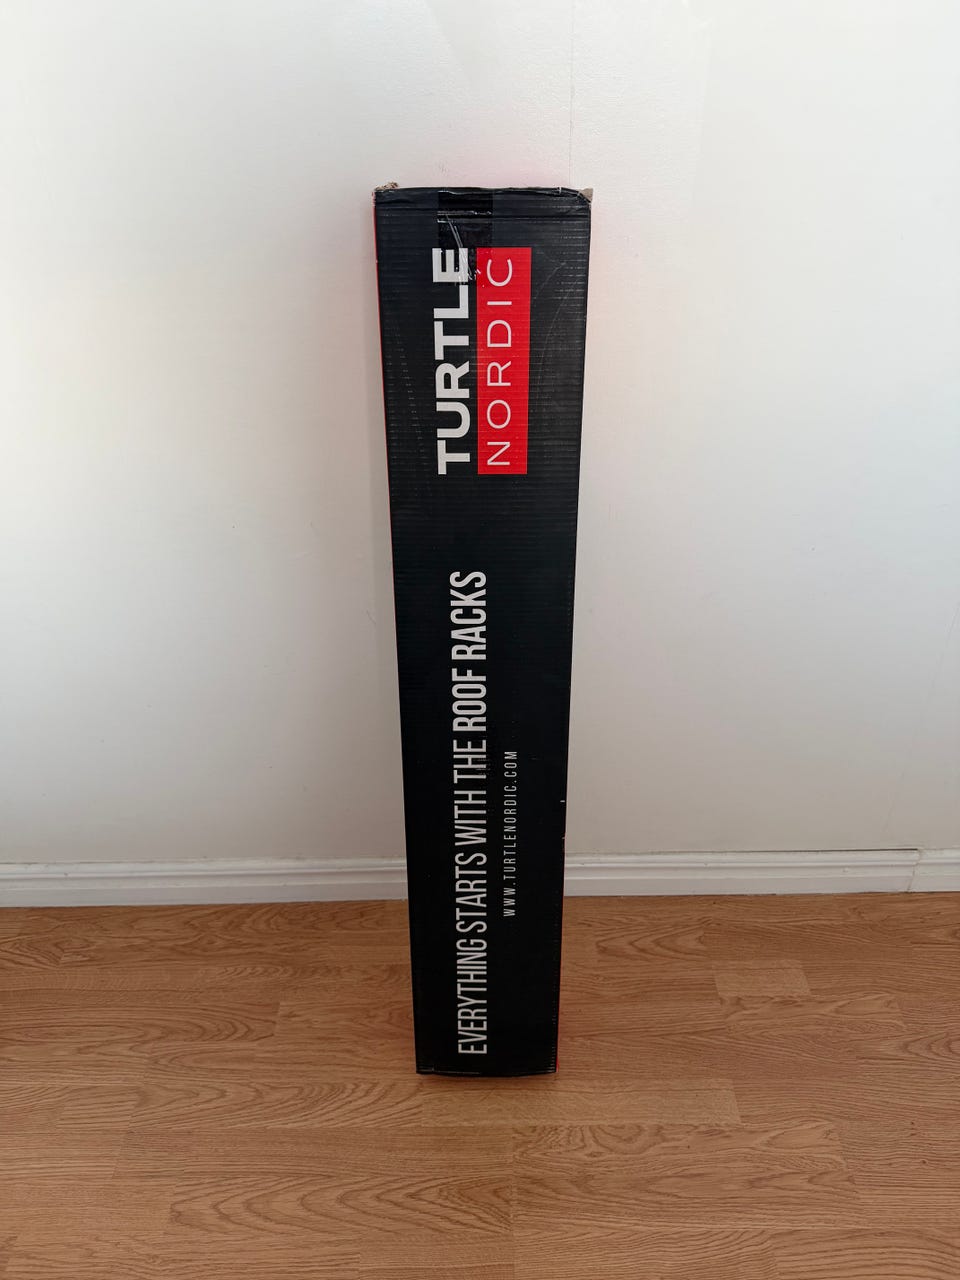 TURTLE
NORDIC
EVERYTHING STARTS WITH THE ROOF RACKS
WWW.TURTLENORDIC.COM